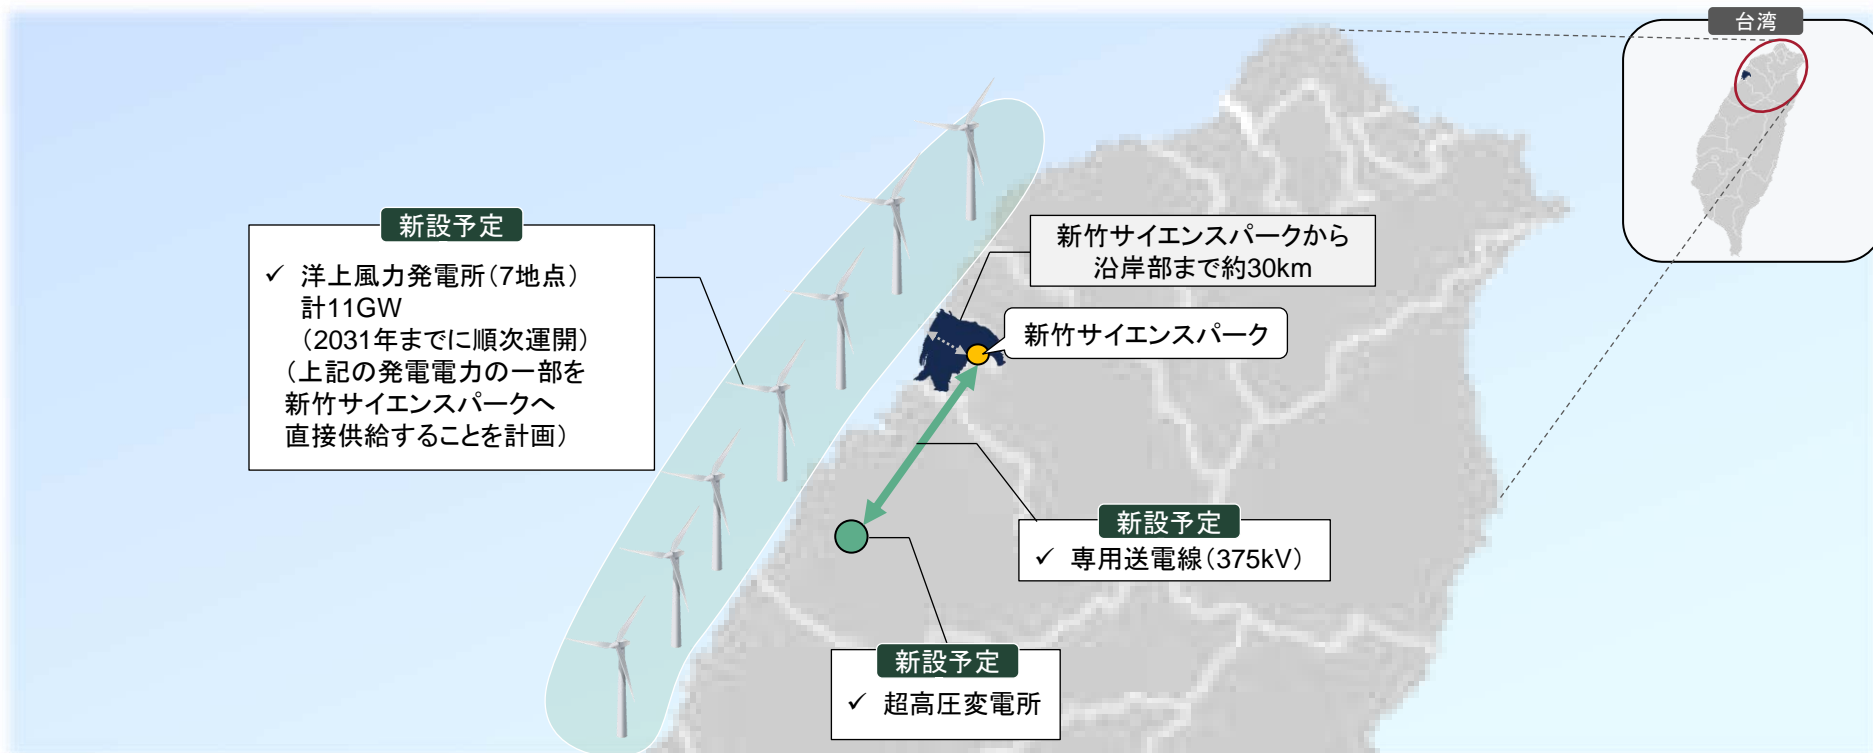 台湾
新設予定
✓ 洋上風力発電所（7地点）
計11GW
（2031年までに順次運開）
（上記の発電電力の一部を
新竹サイエンスパークへ
直接供給することを計画）
新竹サイエンスパークから
沿岸部まで約30km
新竹サイエンスパーク
新設予定
✓ 専用送電線（375kV）
新設予定
✓ 超高圧変電所